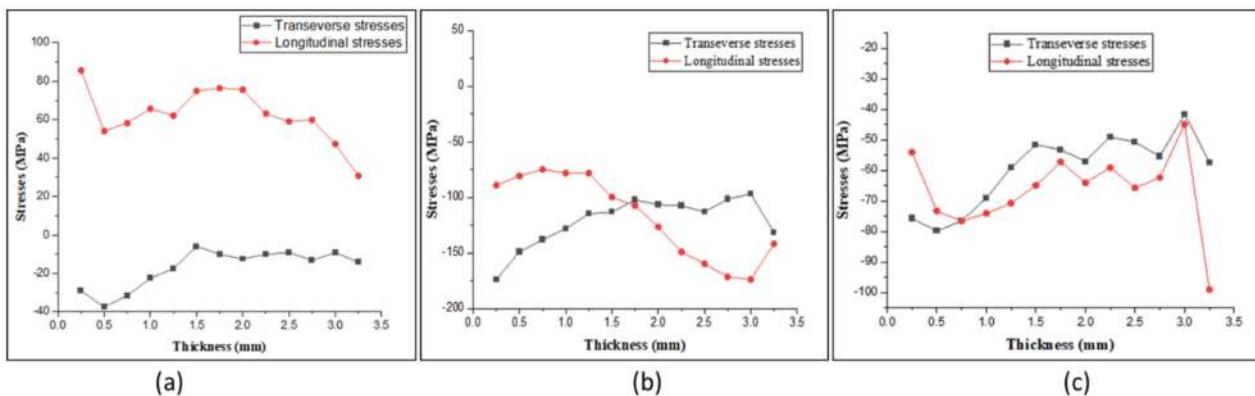 Transeverse stresses
Longitudinal stresses
100
80
60
40
20
0
-20
-40
0.0 0.5 1.0 1.5 2.0 2.5 3.0 3.5
Stresses (MPa)
Thickness (mm)
(a)
Transeverse stresses
Longitudinal stresses
50
0
-50
-100
-150
-200
0.0 0.5 1.0 1.5 2.0 2.5 3.0 3.5
Stresses (MPa)
Thickness (mm)
(b)
Transeverse stresses
Longitudinal stresses
-20
-30
-40
-50
-60
-70
-80
-90
-100
0.0 0.5 1.0 1.5 2.0 2.5 3.0 3.5
Stresses (MPa)
Thickness (mm)
(c)